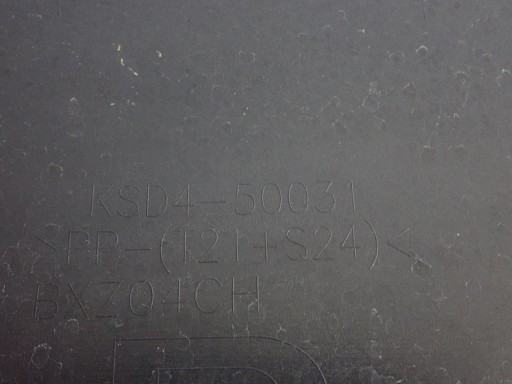 KSD4-50031
>PP-(T21+S24)<
BXZ04CH